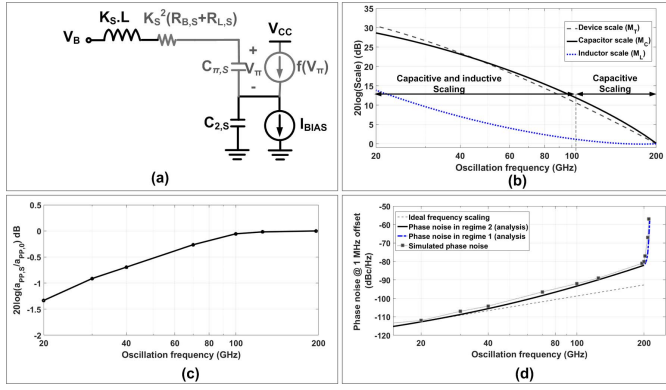 K_S.L
K_S²(R_B,S+R_L,S)
V_B
V_CC
C_π,S
+
V_π
-
f(V_π)
C_2,S
I_BIAS
(a)
20log(Scale) (dB)
35
30
25
20
15
10
5
0
Device scale (M_T)
Capacitor scale (M_C)
Inductor scale (M_L)
Capacitive and inductive
Scaling
Capacitive
Scaling
20
40
60
80
100
200
Oscillation frequency (GHz)
(b)
20log(a_PP,S/a_PP,0) dB
0.5
0
-0.5
-1
-1.5
-2
20
40
60
80
100
200
Oscillation frequency (GHz)
(c)
Phase noise @ 1 MHz offset
(dBc/Hz)
-50
-60
-70
-80
-90
-100
-110
-120
Ideal frequency scaling
Phase noise in regime 2 (analysis)
Phase noise in regime 1 (analysis
Simulated phase noise
20
40
80
100
200
Oscillation frequency (GHz)
(d)